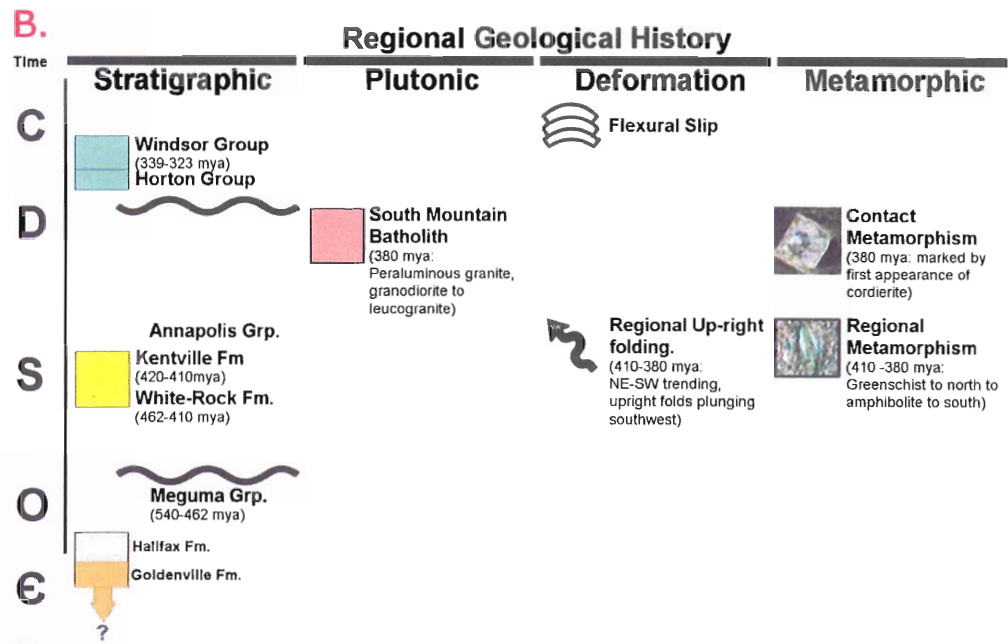 B.
Regional Geological History
Time
Stratigraphic
Plutonic
Deformation
Metamorphic
C
Windsor Group
(339-323 mya)
Horton Group
Flexural Slip
D
South Mountain
Batholith
(380 mya:
Peraluminous granite,
granodiorite to
leucogranite)
Contact
Metamorphism
(380 mya: marked by
first appearance of
cordierite)
Annapolis Grp.
S
Kentville Fm
(420-410mya)
White-Rock Fm.
(462-410 mya)
Regional Up-right
folding.
(410-380 mya:
NE-SW trending,
upright folds plunging
southwest)
Regional
Metamorphism
(410 -380 mya:
Greenschist to north to
amphibolite to south)
O
Meguma Grp.
(540-462 mya)
Halifax Fm.
Goldenville Fm.
Є
?